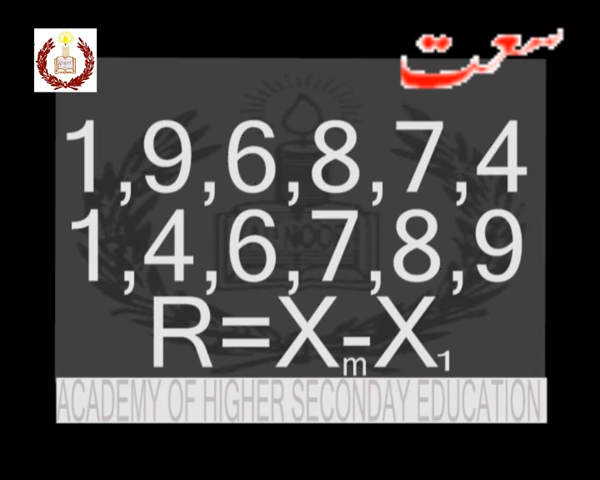 سعت
1,9,6,8,7,4
1,4,6,7,8,9
R=Xm-X1
ACADEMY OF HIGHER SECONDAY EDUCATION